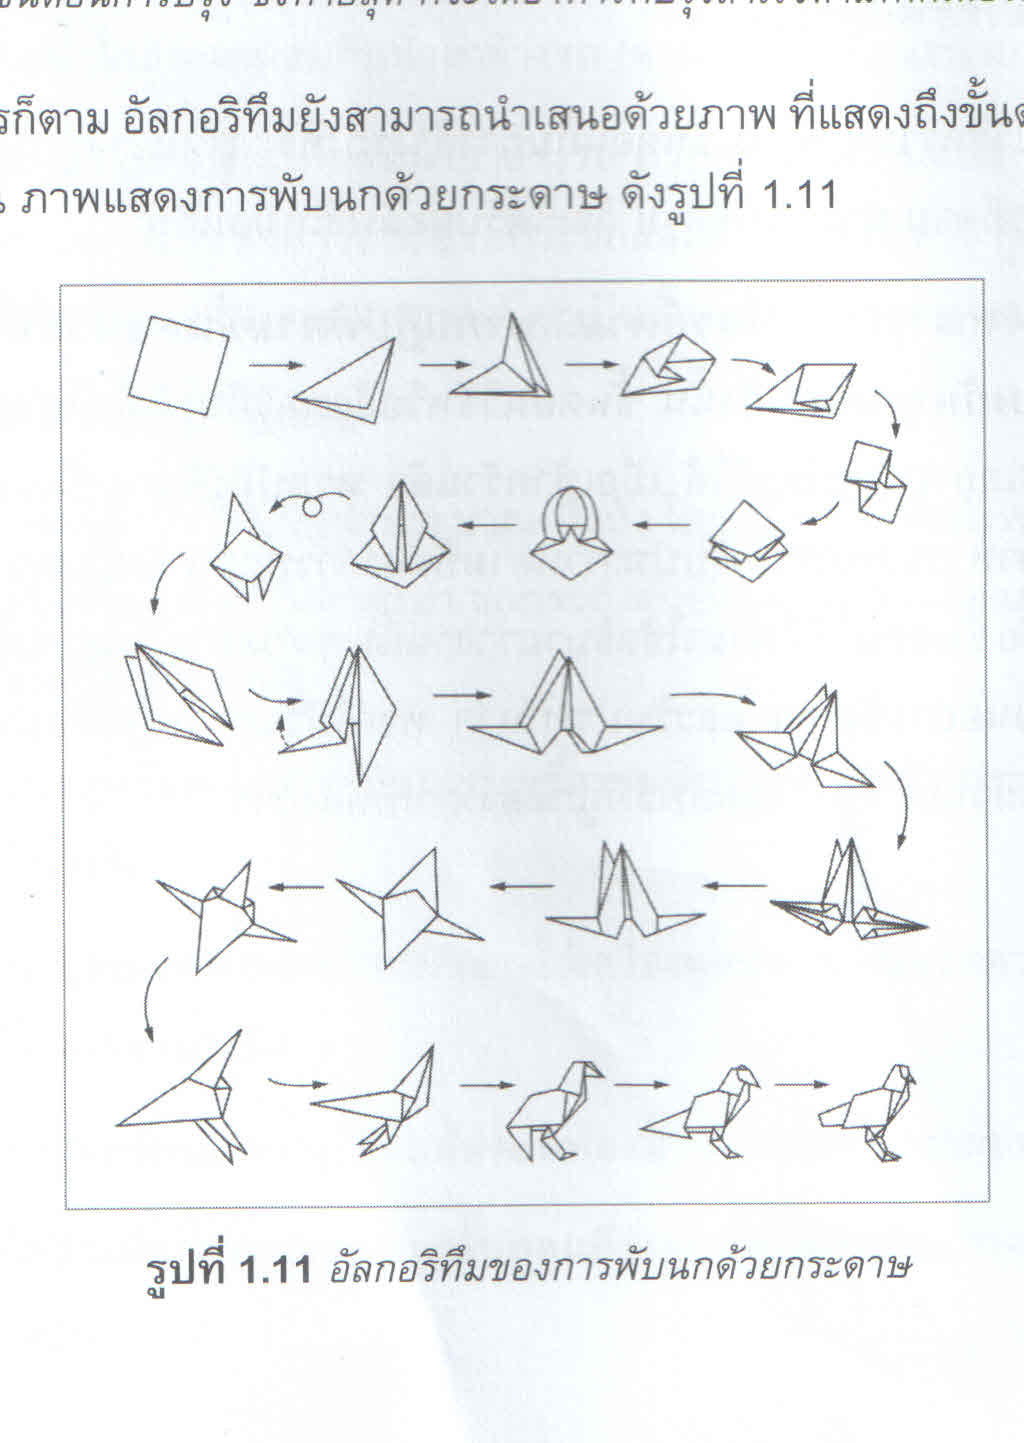 รก็ตาม อัลกอริทึมยังสามารถนำเสนอด้วยภาพ ที่แสดงถึงขั้นต
ภาพแสดงการพับนกด้วยกระดาษ ดังรูปที่ 1.11
รูปที่ 1.11 อัลกอริทึมของการพับนกด้วยกระดาษ